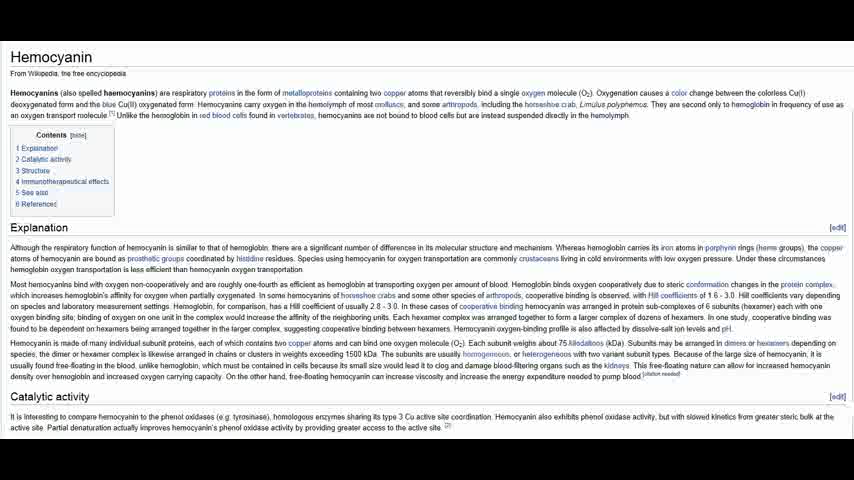 Hemocyanin
From Wikipedia, the free encyclopedia
Hemocyanins (also spelled haemocyanins) are respiratory proteins in the form of metalloproteins containing two copper atoms that reversibly bind a single oxygen molecule (O2). Oxygenation causes a color change between the colorless Cu(I)
deoxygenated form and the blue Cu(II) oxygenated form. Hemocyanins carry oxygen in the hemolymph of most molluscs, and some arthropods, including the horseshoe crab, Limulus polyphemus. They are second only to hemoglobin in frequency of use as
an oxygen transport molecule.[1] Unlike the hemoglobin in red blood cells found in vertebrates, hemocyanins are not bound to blood cells but are instead suspended directly in the hemolymph.
Contents [hide]
1 Explanation
2 Catalytic activity
3 Structure
4 Immunotherapeutical effects
5 See also
6 References
Explanation [edit]
Although the respiratory function of hemocyanin is similar to that of hemoglobin, there are a significant number of differences in its molecular structure and mechanism. Whereas hemoglobin carries its iron atoms in porphyrin rings (heme groups), the copper
atoms of hemocyanin are bound as prosthetic groups coordinated by histidine residues. Species using hemocyanin for oxygen transportation are commonly crustaceans living in cold environments with low oxygen pressure. Under these circumstances
hemoglobin oxygen transportation is less efficient than hemocyanin oxygen transportation.
Most hemocyanins bind with oxygen non-cooperatively and are roughly one-fourth as efficient as hemoglobin at transporting oxygen per amount of blood. Hemoglobin binds oxygen cooperatively due to steric conformation changes in the protein complex,
which increases hemoglobin's affinity for oxygen when partially oxygenated. In some hemocyanins of horseshoe crabs and some other species of arthropods, cooperative binding is observed, with Hill coefficients of 1.6 - 3.0. Hill coefficients vary depending
on species and laboratory measurement settings. Hemoglobin, for comparison, has a Hill coefficient of usually 2.8 - 3.0. In these cases of cooperative binding hemocyanin was arranged in protein sub-complexes of 6 subunits (hexamer) each with one
oxygen binding site; binding of oxygen on one unit in the complex would increase the affinity of the neighboring units. Each hexamer complex was arranged together to form a larger complex of dozens of hexamers. In one study, cooperative binding was
found to be dependent on hexamers being arranged together in the larger complex, suggesting cooperative binding between hexamers. Hemocyanin oxygen-binding profile is also affected by dissolve-salt ion levels and pH.
Hemocyanin is made of many individual subunit proteins, each of which contains two copper atoms and can bind one oxygen molecule (O2). Each subunit weighs about 75 kilodaltons (kDa). Subunits may be arranged in dimers or hexamers depending on
species, the dimer or hexamer complex is likewise arranged in chains or clusters in weights exceeding 1500 kDa. The subunits are usually homogeneous, or heterogeneous with two variant subunit types. Because of the large size of hemocyanin, it is
usually found free-floating in the blood, unlike hemoglobin, which must be contained in cells because its small size would lead it to clog and damage blood-filtering organs such as the kidneys. This free-floating nature can allow for increased hemocyanin
density over hemoglobin and increased oxygen carrying capacity. On the other hand, free-floating hemocyanin can increase viscosity and increase the energy expenditure needed to pump blood.[citation needed]
Catalytic activity [edit]
It is interesting to compare hemocyanin to the phenol oxidases (e.g. tyrosinase), homologous enzymes sharing its type 3 Cu active site coordination. Hemocyanin also exhibits phenol oxidase activity, but with slowed kinetics from greater steric bulk at the
active site. Partial denaturation actually improves hemocyanin's phenol oxidase activity by providing greater access to the active site. [2]